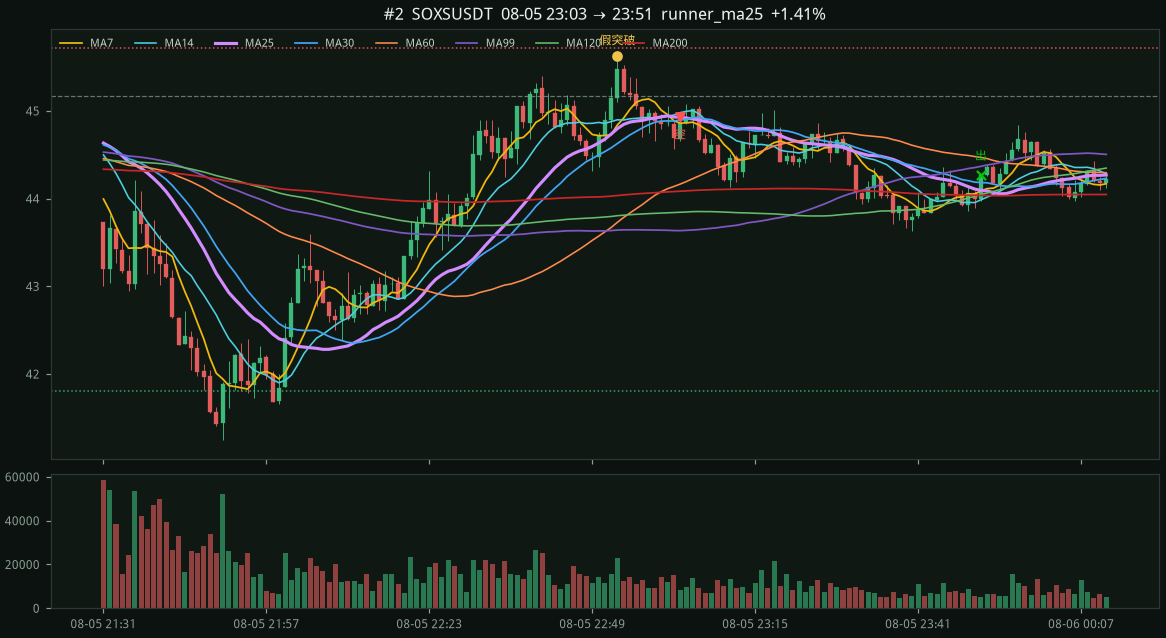 #2 SOXSUSDT 08-05 23:03 → 23:51 runner_ma25 +1.41%
MA7 MA14 MA25 MA30 MA60 MA99 MA120 MA200
假突破
出
45
44
43
42
60000
40000
20000
0
08-05 21:31 08-05 21:57 08-05 22:23 08-05 22:49 08-05 23:15 08-05 23:41 08-06 00:07